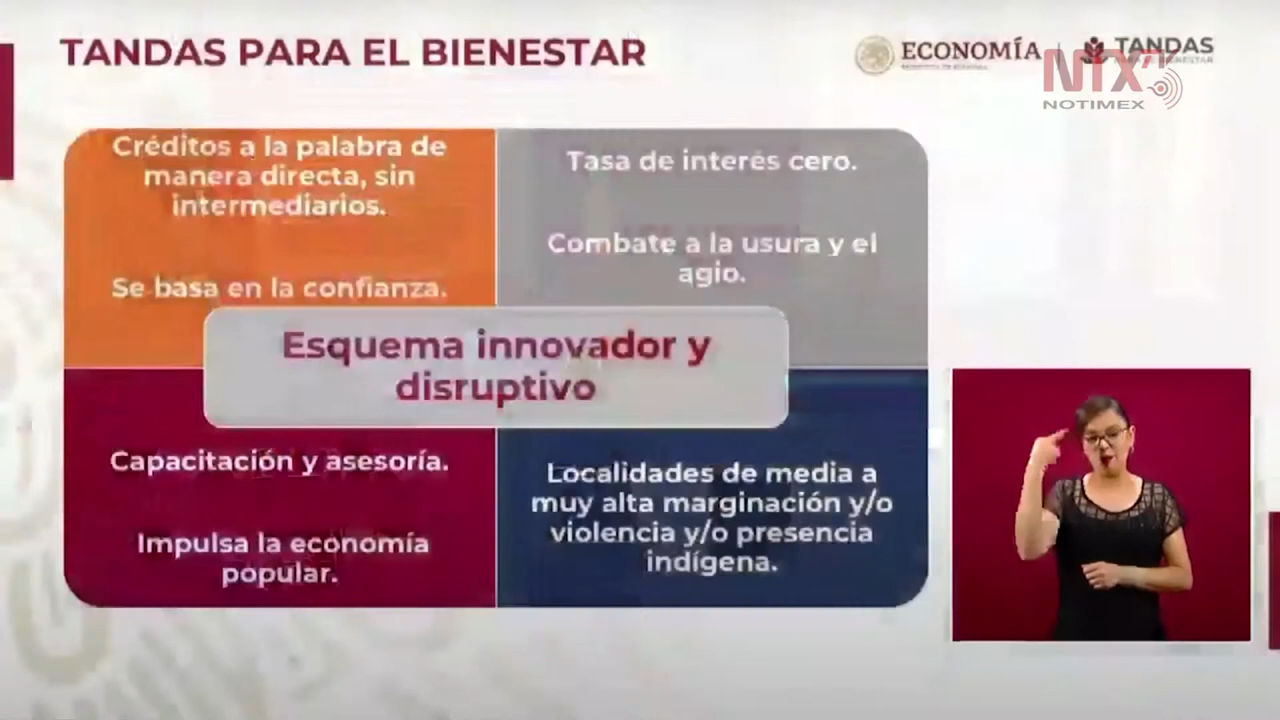 TANDAS PARA EL BIENESTAR
ECONOMÍA
TANDAS
NTX
NOTIMEX
Créditos a la palabra de
manera directa, sin
intermediarios.
Se basa en la confianza.
Tasa de interés cero.
Combate a la usura y el
agio.
Esquema innovador y
disruptivo
Capacitación y asesoría.
Impulsa la economía
popular.
Localidades de media a
muy alta marginación y/o
violencia y/o presencia
indígena.